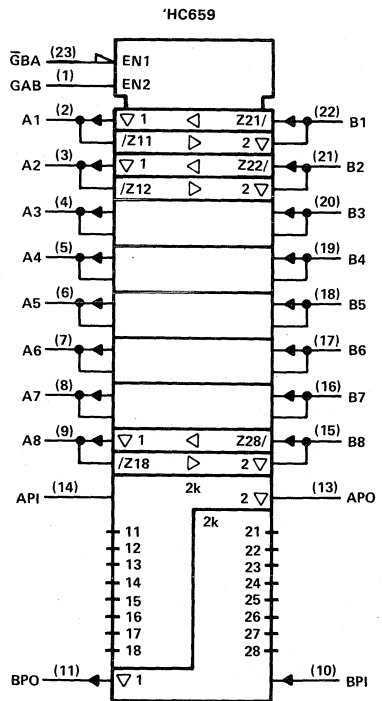 'HC659
G̅BA (23) EN1
GAB (1) EN2
A1 (2) ▽ 1 ◁ Z21/ (22) B1
/Z11 ▷ 2 ▽
A2 (3) ▽ 1 ◁ Z22/ (21) B2
/Z12 ▷ 2 ▽
A3 (4) (20) B3
A4 (5) (19) B4
A5 (6) (18) B5
A6 (7) (17) B6
A7 (8) (16) B7
A8 (9) ▽ 1 ◁ Z28/ (15) B8
/Z18 ▷ 2 ▽
2k
API (14) 2 ▽ (13) APO
2k
11 21
12 22
13 23
14 24
15 25
16 26
17 27
18 28
BPO (11) ▽ 1 (10) BPI